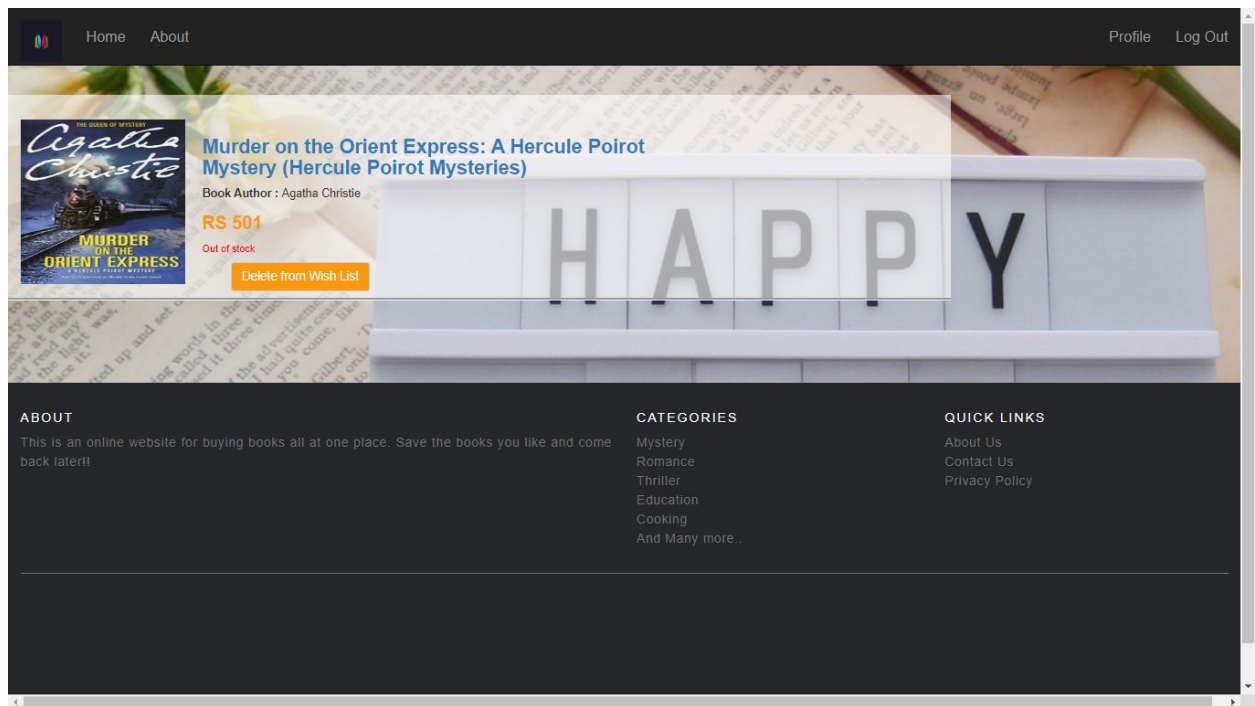 Home About Profile Log Out
THE QUEEN OF MYSTERY
Agatha
Christie
MURDER
ON THE
ORIENT EXPRESS
A HERCULE POIROT MYSTERY
Murder on the Orient Express: A Hercule Poirot
Mystery (Hercule Poirot Mysteries)
Book Author : Agatha Christie
RS 501
Out of stock
Delete from Wish List
HAPPY
ABOUT
This is an online website for buying books all at one place. Save the books you like and come
back later!!
CATEGORIES
Mystery
Romance
Thriller
Education
Cooking
And Many more..
QUICK LINKS
About Us
Contact Us
Privacy Policy